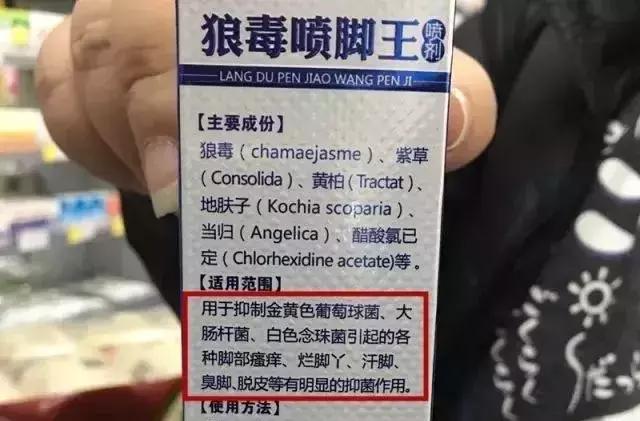 狼毒喷脚王喷剂
LANG DU PEN JIAO WANG PEN JI
【主要成份】
狼毒（chamaejasme）、紫草
(Consolida)、黄柏(Tractat)、
地肤子（Kochia scoparia)、
当归（Angelica）、醋酸氯已
定（Chlorhexidine acetate)等。
【适用范围】
用于抑制金黄色葡萄球菌、大
肠杆菌、白色念珠菌引起的各
种脚部瘙痒、烂脚丫、汗脚、
臭脚、脱皮等有明显的抑菌作用。
【使用方法】